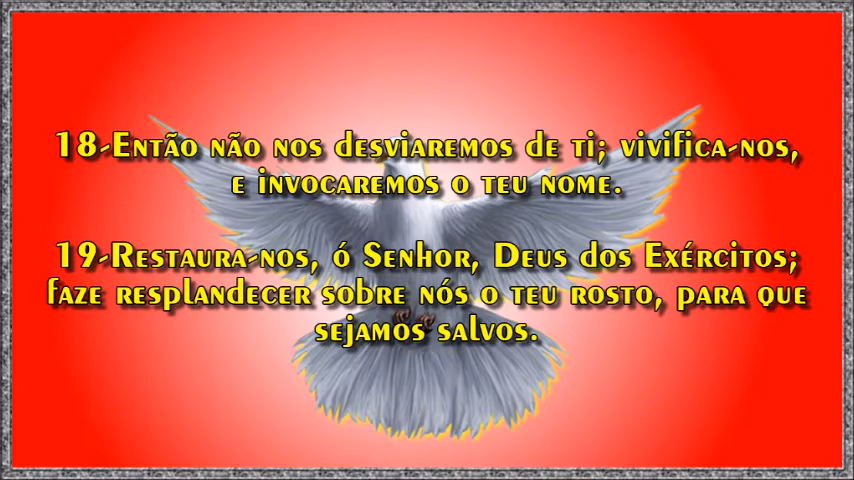 18-Então não nos desviaremos de ti; vivifica-nos,
e invocaremos o teu nome.
19-Restaura-nos, ó Senhor, Deus dos Exércitos;
faze resplandecer sobre nós o teu rosto, para que
sejamos salvos.